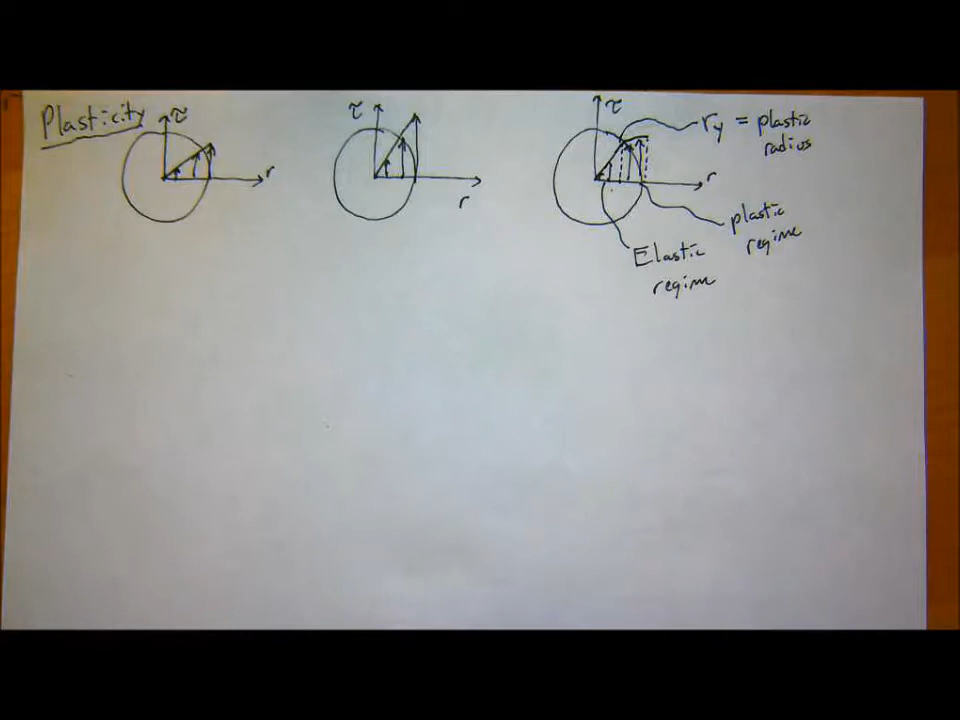 Plasticity
τ
r
τ
r
τ
r
r_y = plastic
radius
plastic
regime
Elastic
regime